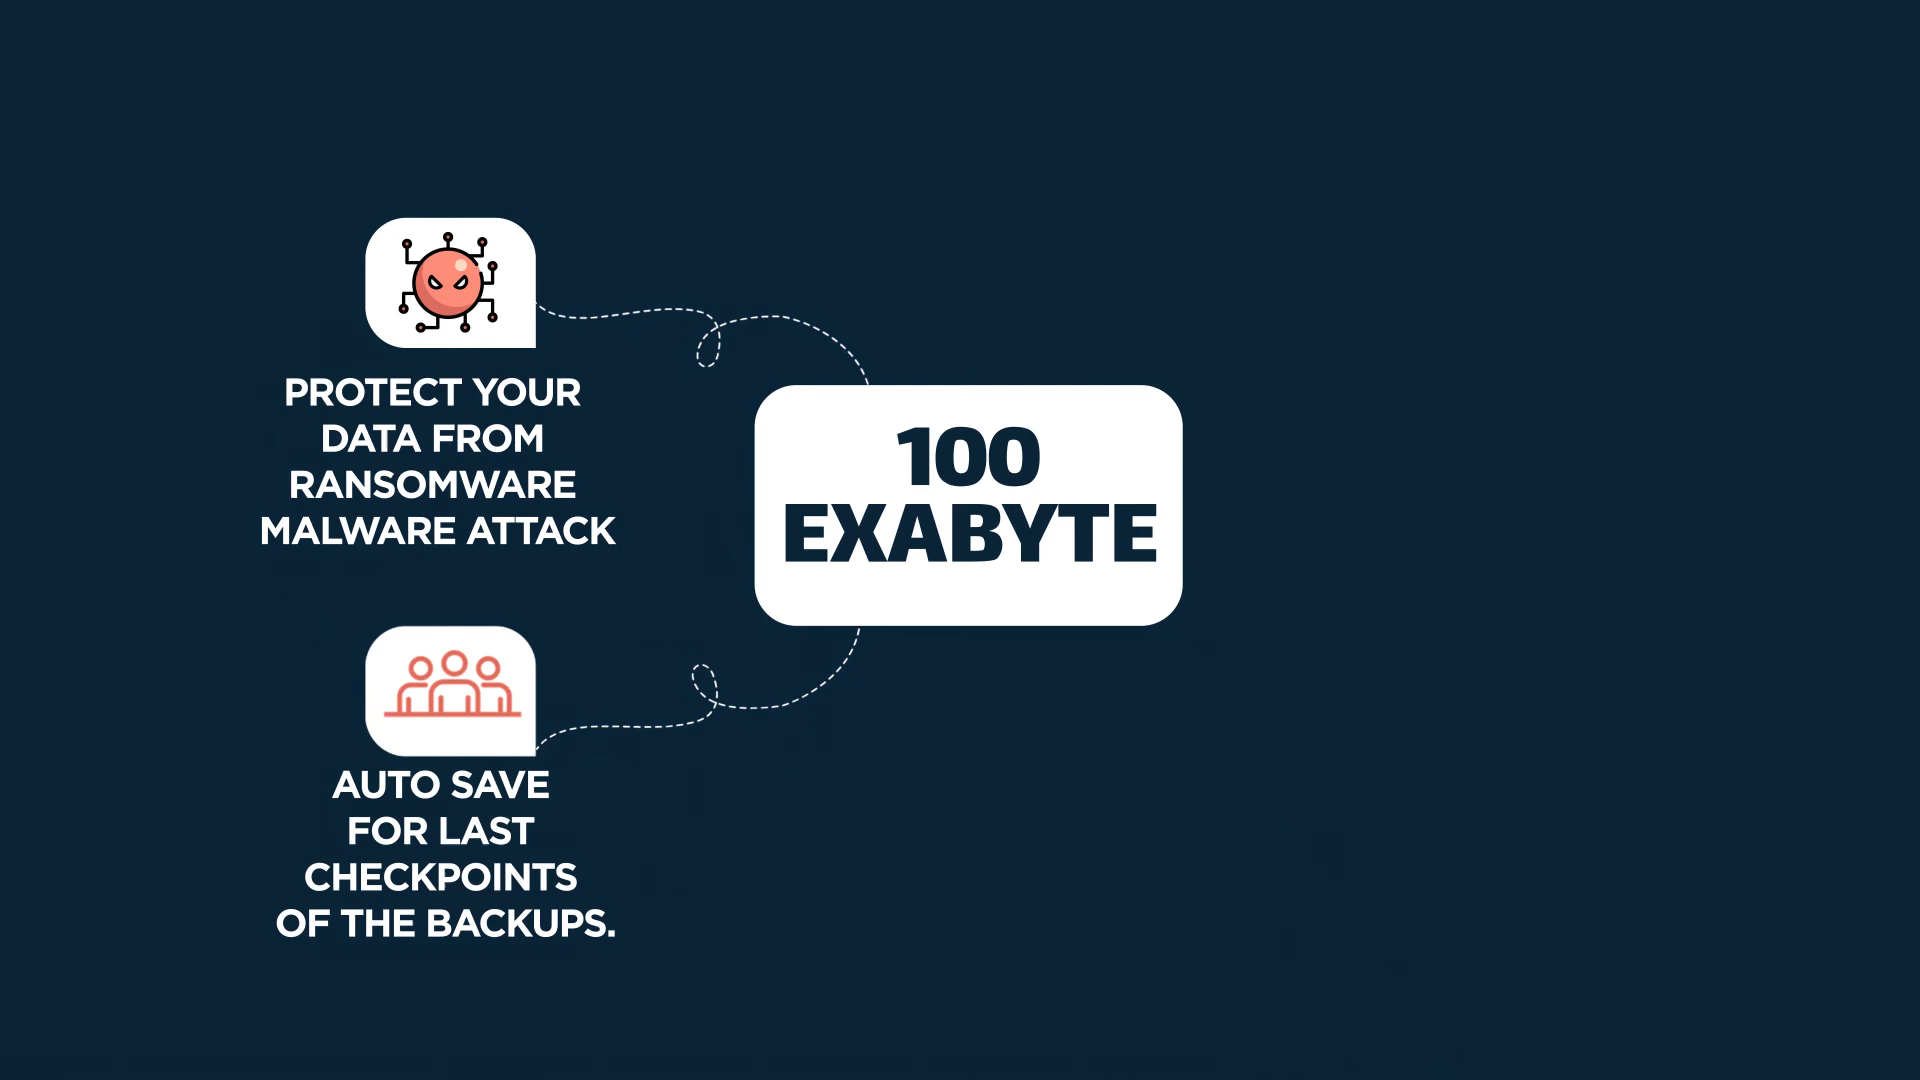 PROTECT YOUR
DATA FROM
RANSOMWARE
MALWARE ATTACK
100
EXABYTE
AUTO SAVE
FOR LAST
CHECKPOINTS
OF THE BACKUPS.